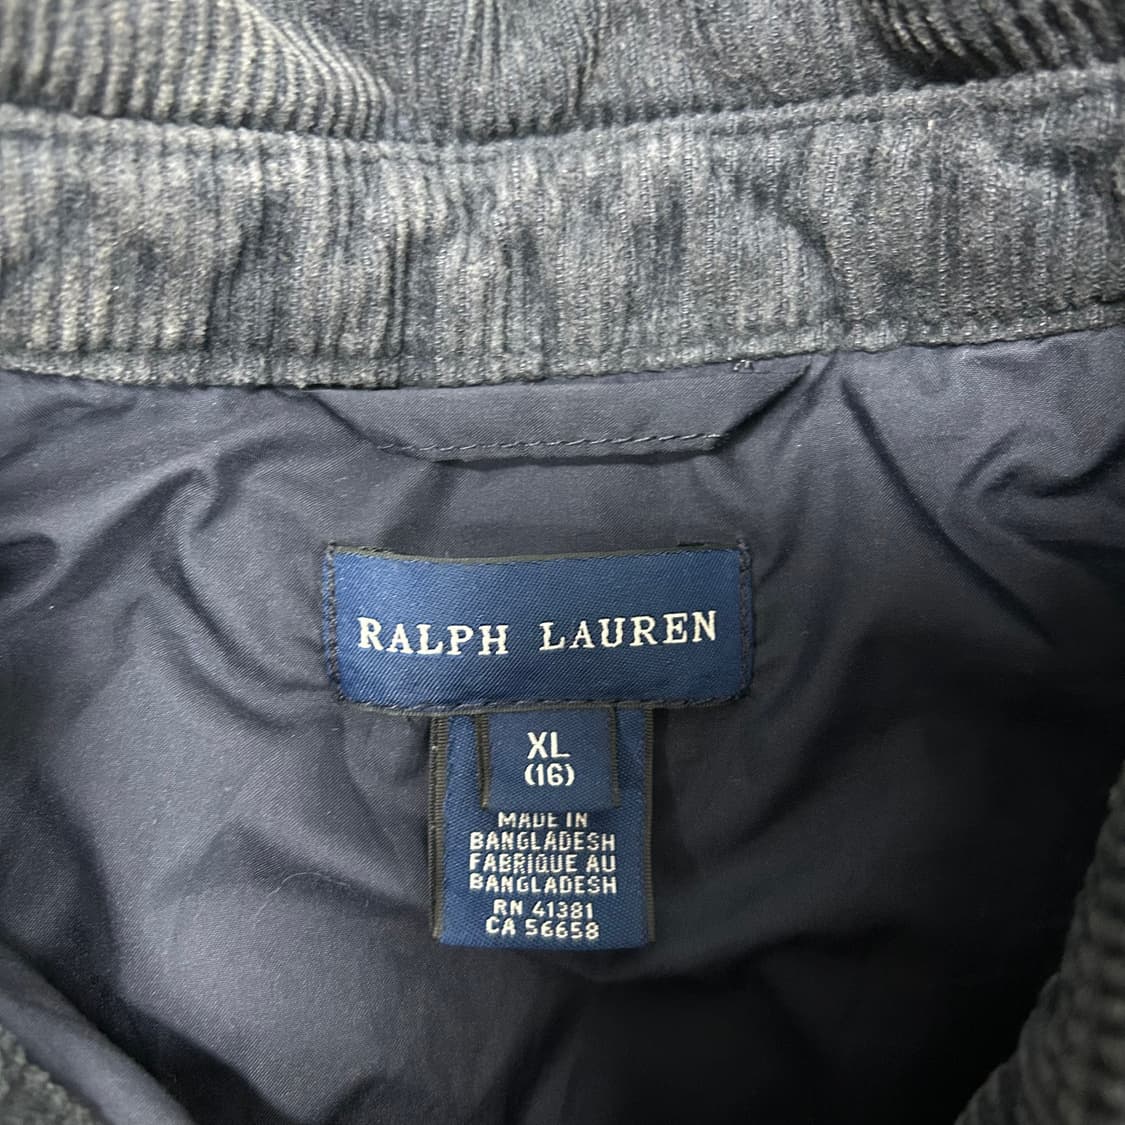 RALPH LAUREN
XL
(16)
MADE IN
BANGLADESH
FABRIQUE AU
BANGLADESH
RN 41381
CA 56658